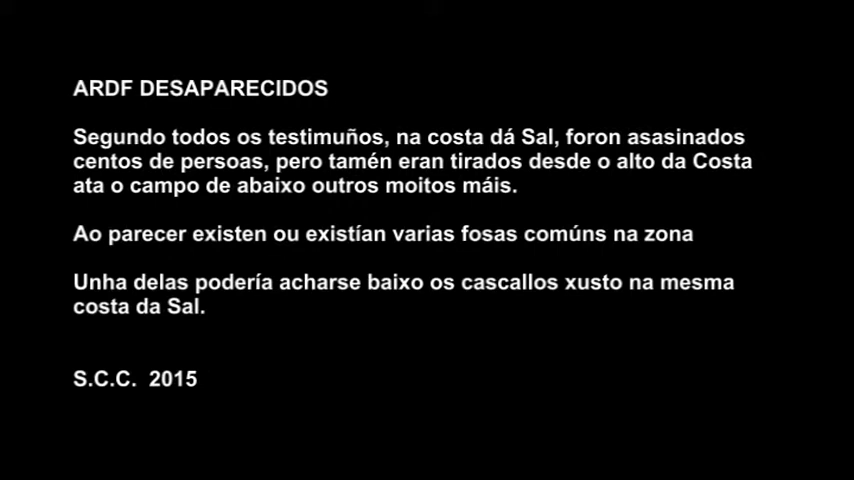 ARDF DESAPARECIDOS
Segundo todos os testimuños, na costa dá Sal, foron asasinados
centos de persoas, pero tamén eran tirados desde o alto da Costa
ata o campo de abaixo outros moitos máis.
Ao parecer existen ou existían varias fosas comúns na zona
Unha delas podería acharse baixo os cascallos xusto na mesma
costa da Sal.
S.C.C.  2015